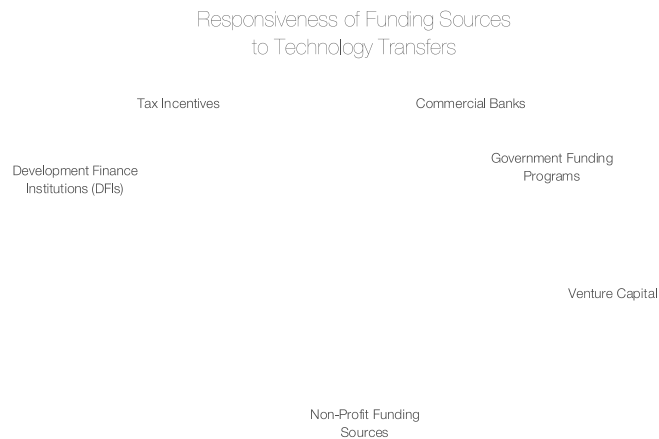 Responsiveness of Funding Sources
to Technology Transfers
Tax Incentives
Commercial Banks
Government Funding
Programs
Development Finance
Institutions (DFIs)
Venture Capital
Non-Profit Funding
Sources